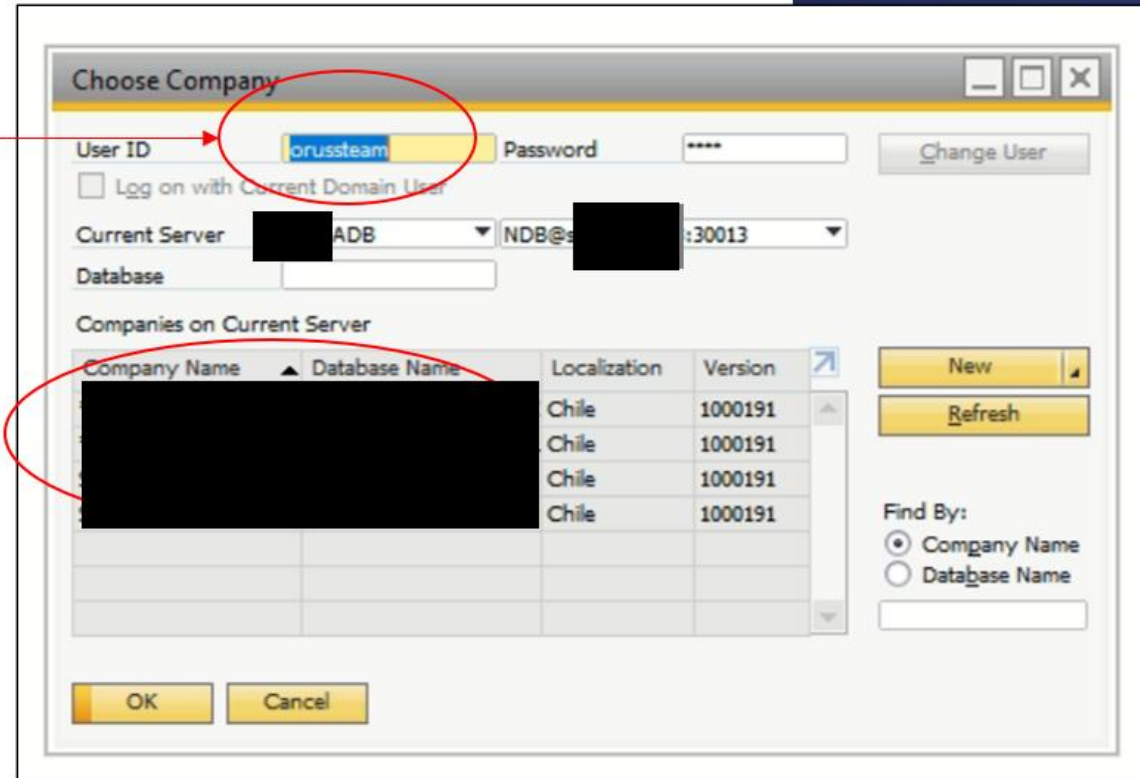 Choose Company
User ID orussteam Password **** Change User
Log on with Current Domain User
Current Server ADB NDB@s :30013
Database
Companies on Current Server
Company Name Database Name Localization Version New
Chile 1000191 Refresh
Chile 1000191
Chile 1000191
Chile 1000191 Find By:
Company Name
Database Name
OK Cancel